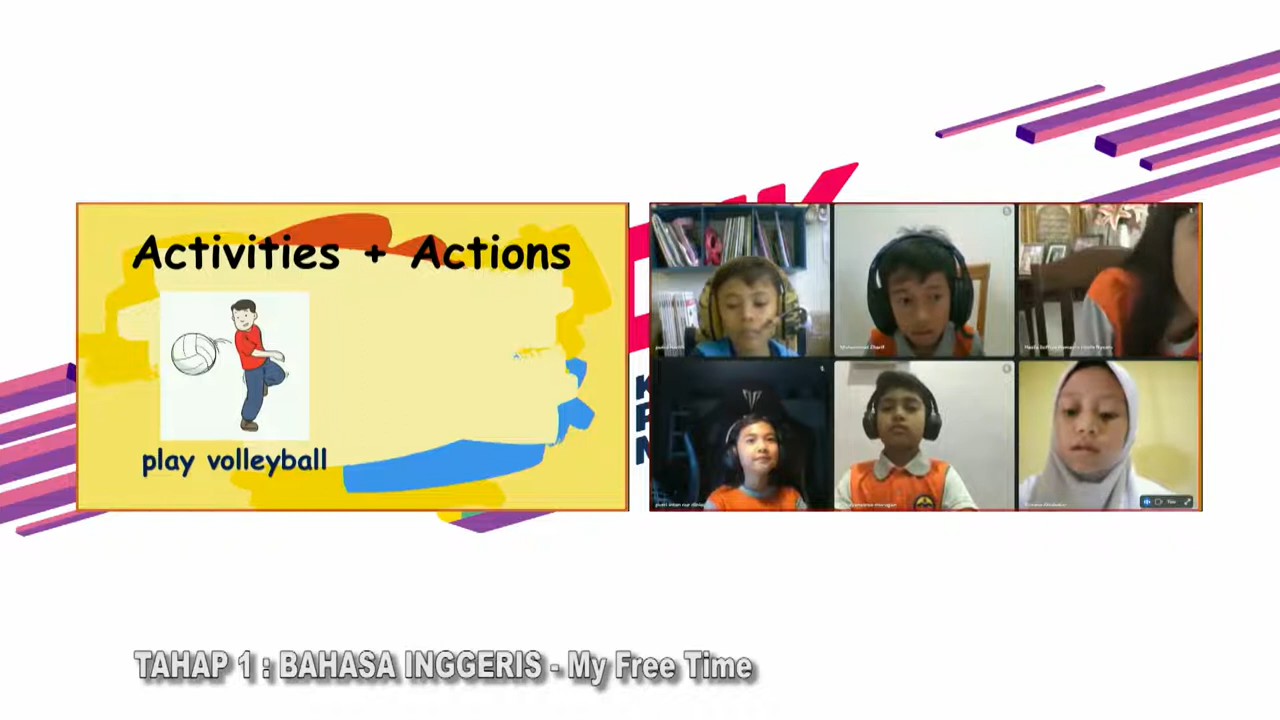 Activities + Actions
play volleyball
TAHAP 1 : BAHASA INGGERIS - My Free Time